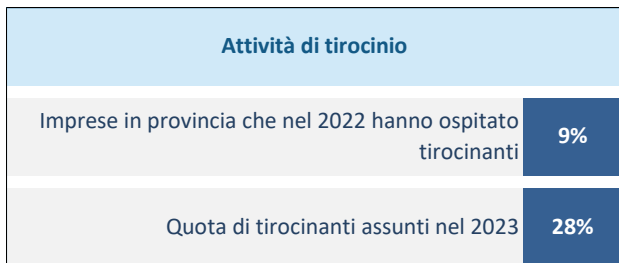 Attività di tirocinio
Imprese in provincia che nel 2022 hanno ospitato
tirocinanti
9%
Quota di tirocinanti assunti nel 2023
28%